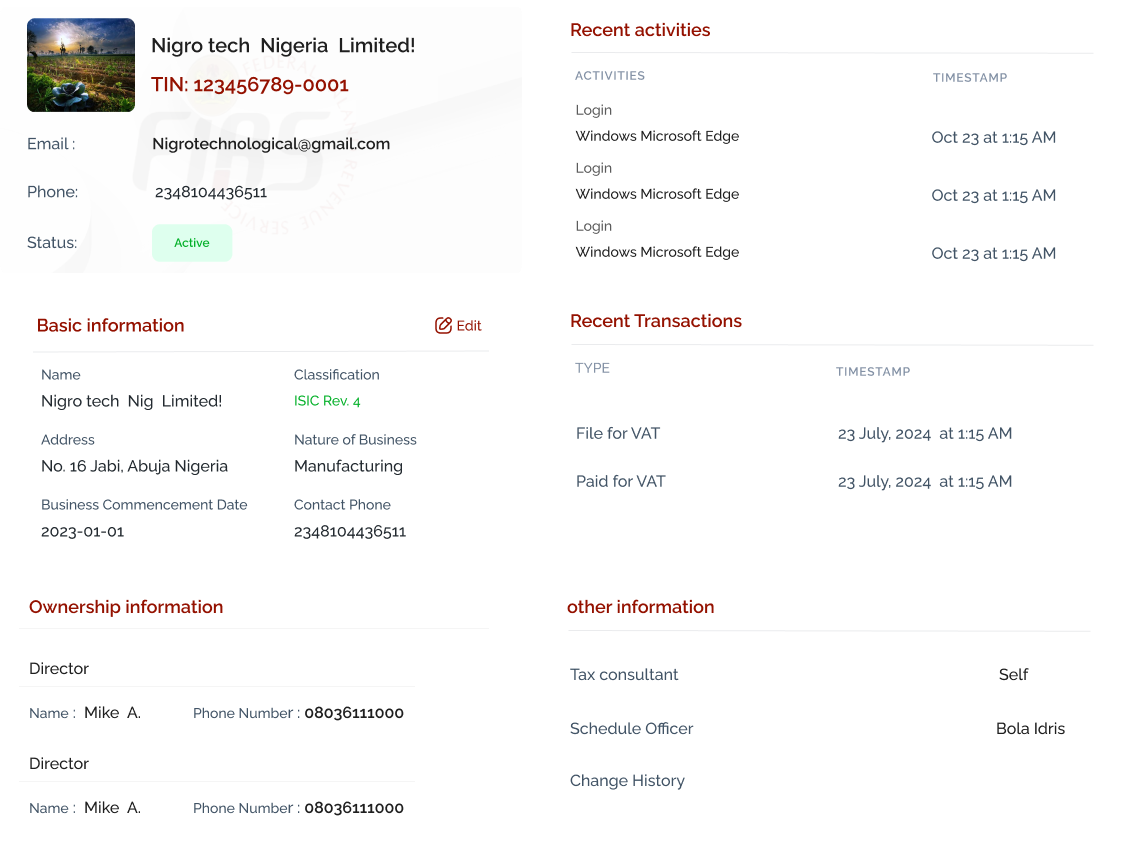 Nigro tech Nigeria Limited!
TIN: 123456789-0001
Email : Nigrotechnological@gmail.com
Phone: 2348104436511
Status: Active
FEDERAL INLAND REVENUE SERVICE
FIRS
Recent activities
ACTIVITIES TIMESTAMP
Login
Windows Microsoft Edge Oct 23 at 1:15 AM
Login
Windows Microsoft Edge Oct 23 at 1:15 AM
Login
Windows Microsoft Edge Oct 23 at 1:15 AM
Basic information Edit
Name Classification
Nigro tech Nig Limited! ISIC Rev. 4
Address Nature of Business
No. 16 Jabi, Abuja Nigeria Manufacturing
Business Commencement Date Contact Phone
2023-01-01 2348104436511
Recent Transactions
TYPE TIMESTAMP
File for VAT 23 July, 2024 at 1:15 AM
Paid for VAT 23 July, 2024 at 1:15 AM
Ownership information
Director
Name : Mike A. Phone Number : 08036111000
Director
Name : Mike A. Phone Number : 08036111000
other information
Tax consultant Self
Schedule Officer Bola Idris
Change History